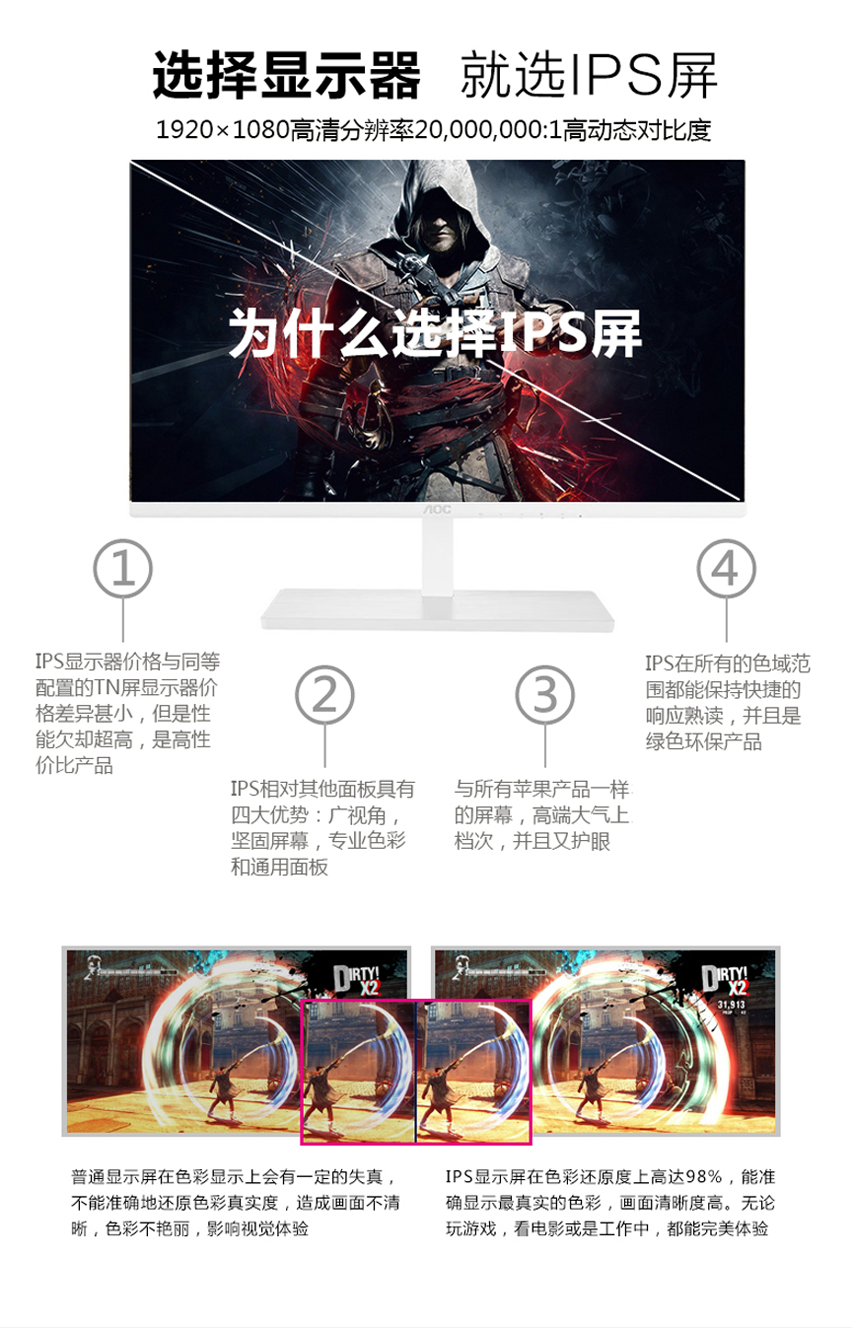 选择显示器 就选IPS屏
1920×1080高清分辨率20,000,000:1高动态对比度
为什么选择IPS屏
AOC
1
IPS显示器价格与同等
配置的TN屏显示器价
格差异甚小，但是性
能欠却超高，是高性
价比产品
2
IPS相对其他面板具有
四大优势：广视角，
坚固屏幕，专业色彩
和通用面板
3
与所有苹果产品一样
的屏幕，高端大气上
档次，并且又护眼
4
IPS在所有的色域范
围都能保持快捷的
响应熟读，并且是
绿色环保产品
DIRTY!
X2
DIRTY!
X2
31,913
普通显示屏在色彩显示上会有一定的失真，
不能准确地还原色彩真实度，造成画面不清
晰，色彩不艳丽，影响视觉体验
IPS显示屏在色彩还原度上高达98%，能准
确显示最真实的色彩，画面清晰度高。无论
玩游戏，看电影或是工作中，都能完美体验